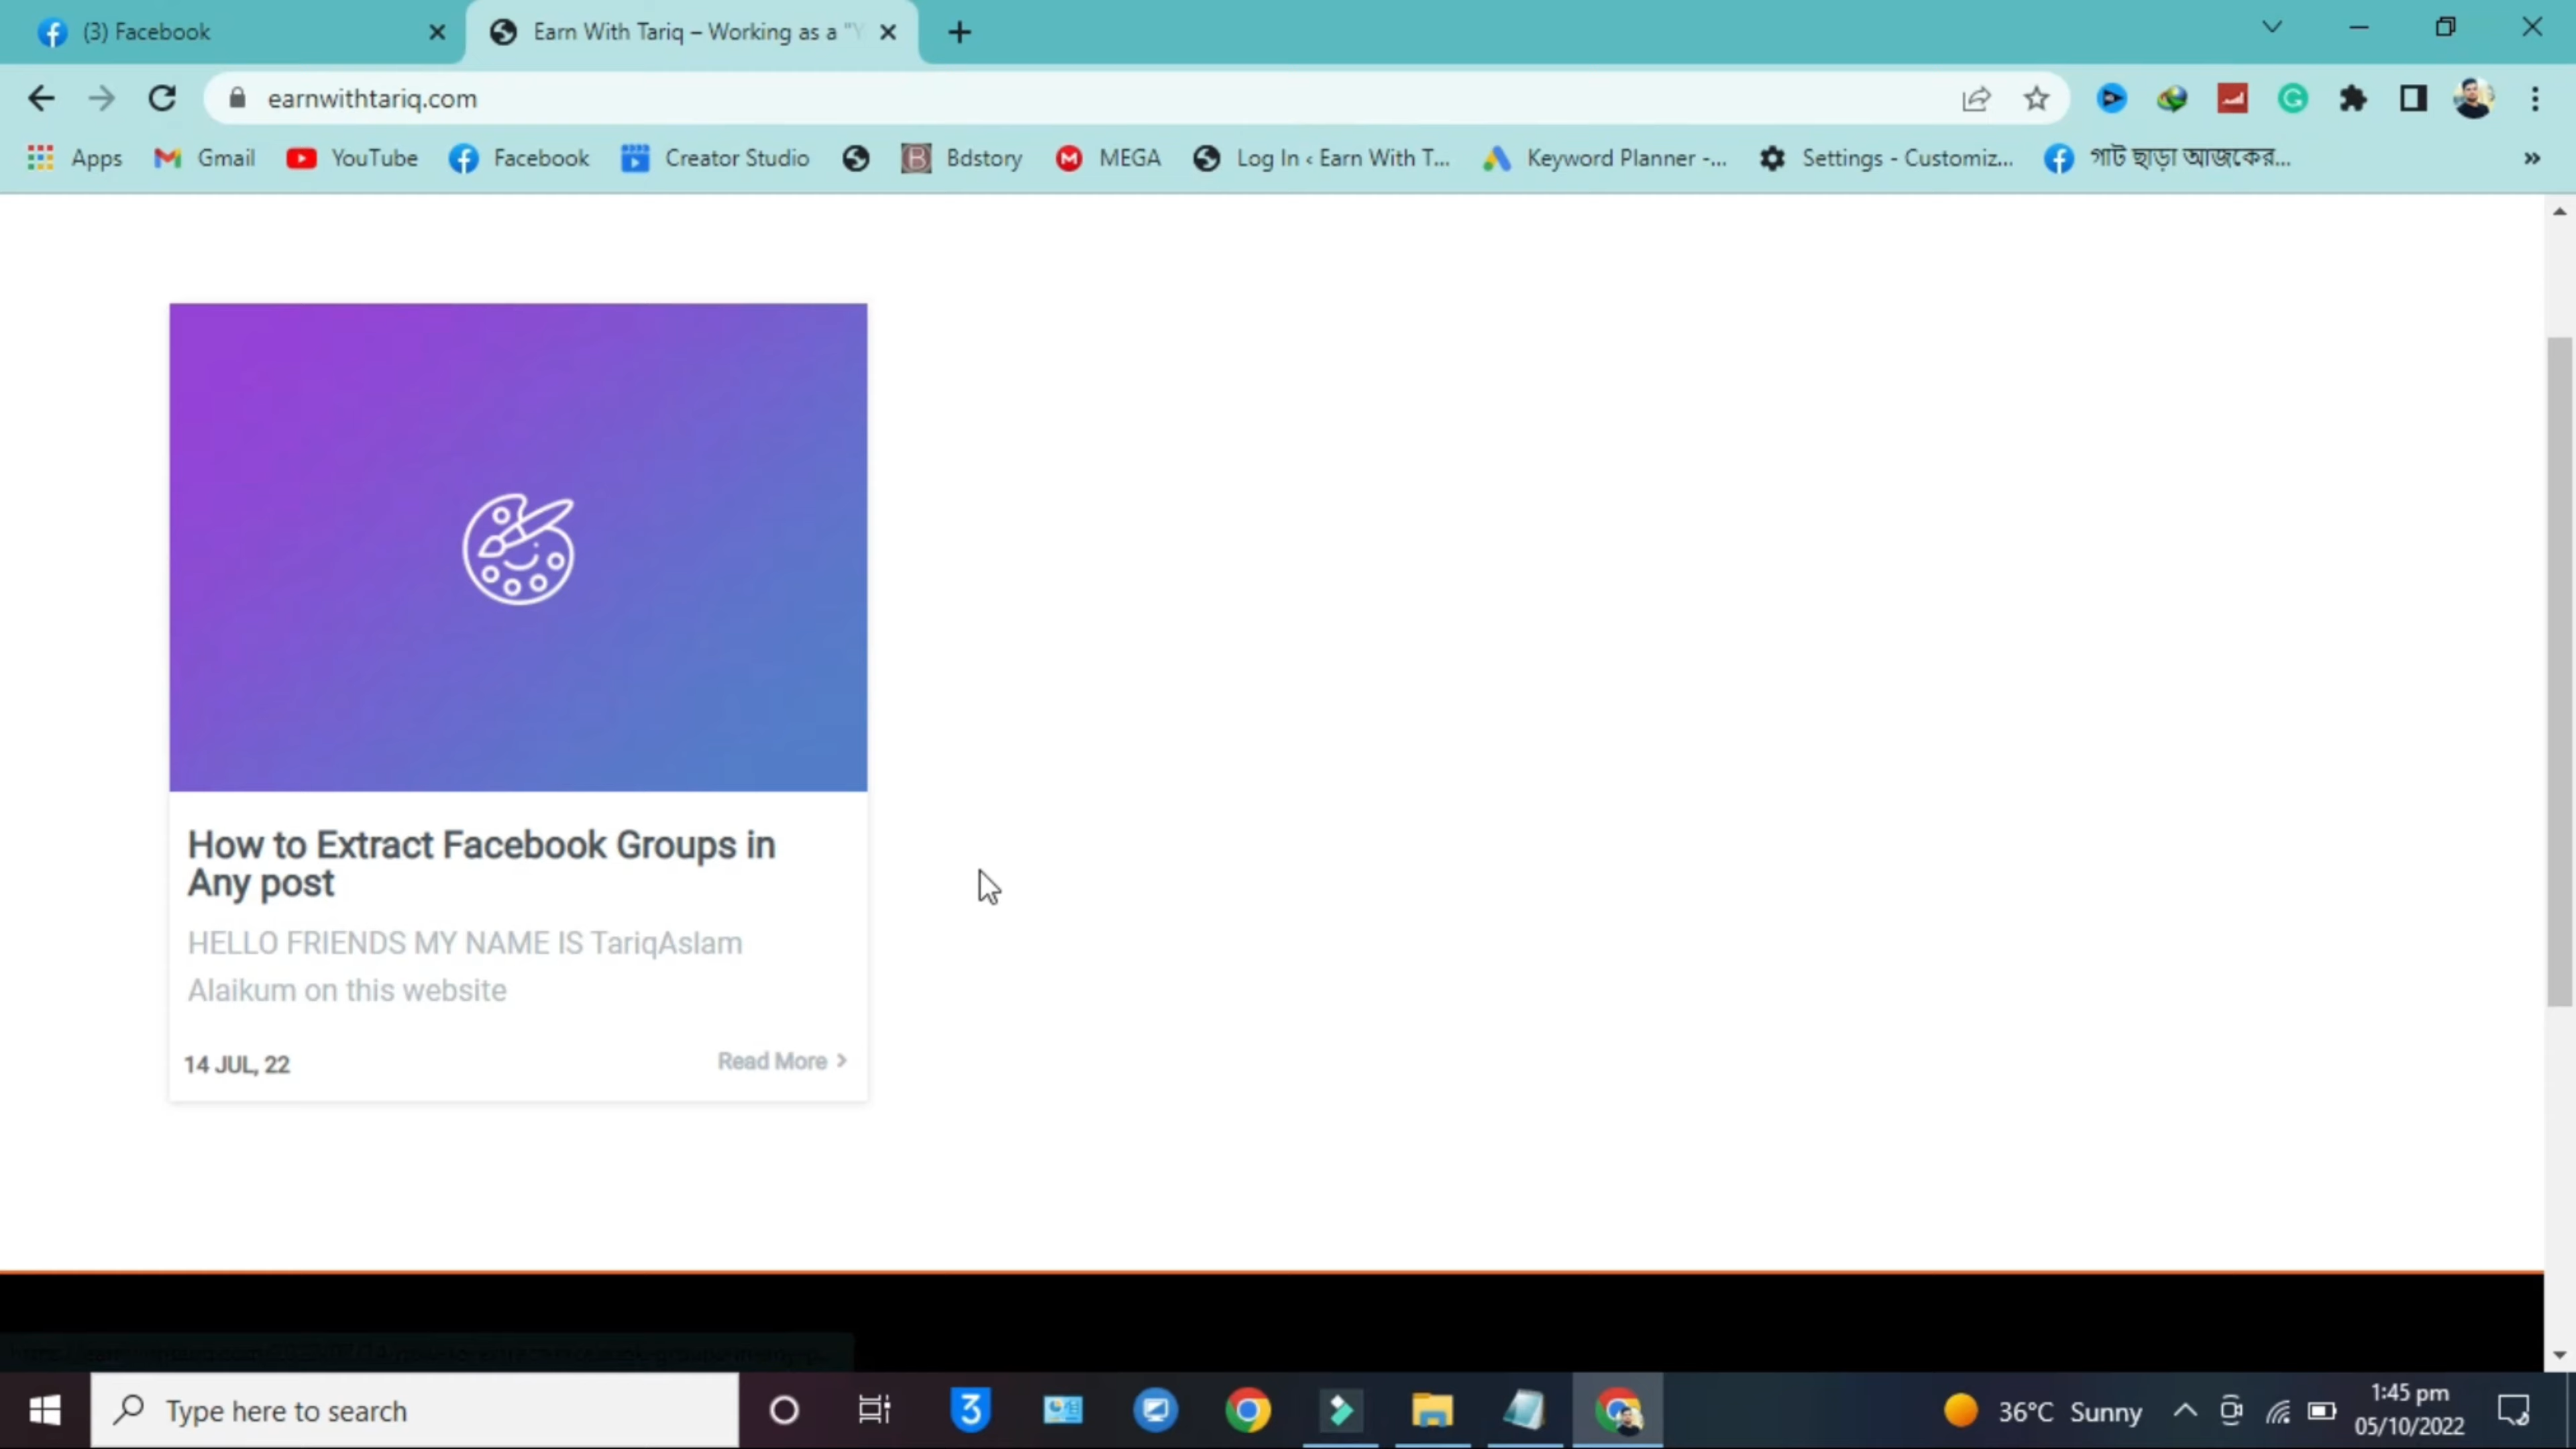 (3) Facebook
Earn With Tariq – Working as a "Y
earnwithtariq.com
Apps
Gmail
YouTube
Facebook
Creator Studio
Bdstory
MEGA
Log In ‹ Earn With T...
Keyword Planner -...
Settings - Customiz...
গাট ছাড়া আজকের...
How to Extract Facebook Groups in
Any post
HELLO FRIENDS MY NAME IS TariqAslam
Alaikum on this website
14 JUL, 22
Read More
Type here to search
36°C Sunny
1:45 pm
05/10/2022